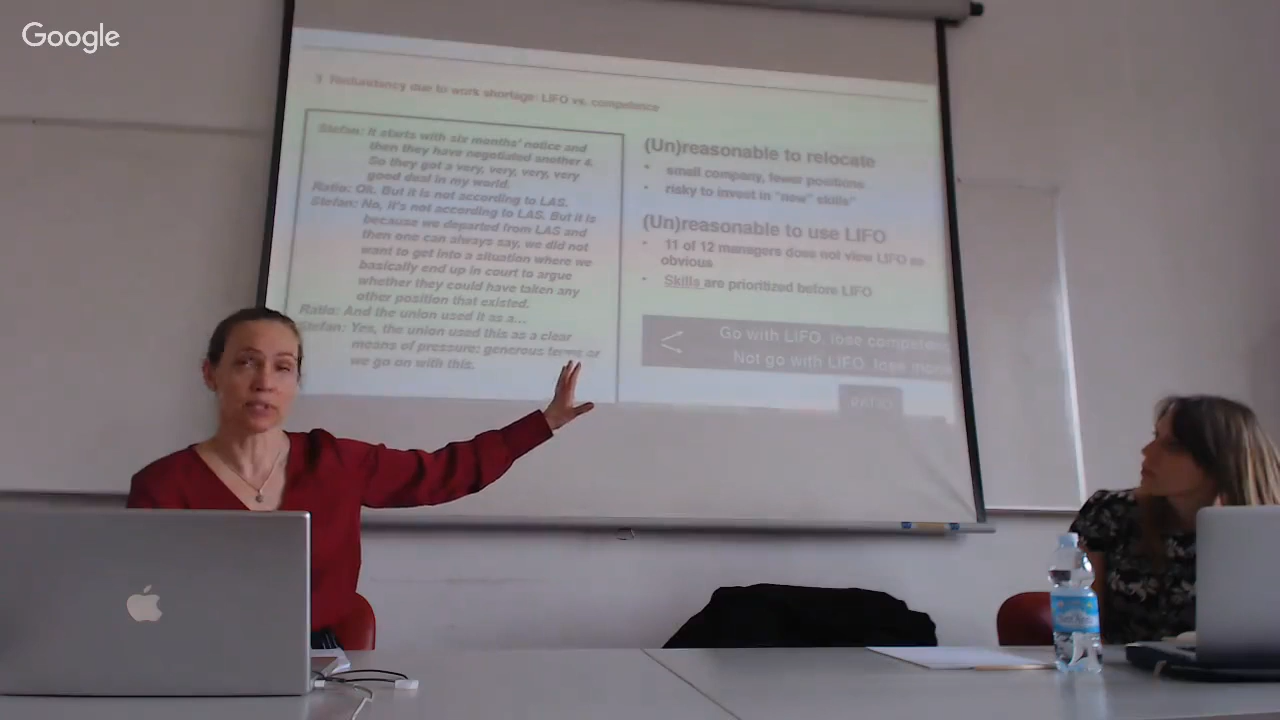 Google
3 Redundancy due to work shortage: LIFO vs. competence
Stefan: It starts with six months' notice and
then they have negotiated another 6.
So they got a very, very, very, very
good deal in my world.
Ratio: Ok. But it is not according to LAS.
Stefan: No, it's not according to LAS. But it is
because we departed from LAS and
then one can always say, we did not
want to get into a situation where we
basically end up in court to argue
whether they could have taken any
other position that existed.
Ratio: And the union used it as a...
Stefan: Yes, the union used this as a clear
means of pressure: generous terms or
we go on with this.
(Un)reasonable to relocate
• small company, fewer positions
• risky to invest in "new" skills"
(Un)reasonable to use LIFO
• 11 of 12 managers does not view LIFO as
obvious
• Skills are prioritized before LIFO
Go with LIFO, lose competen
Not go with LIFO, lose mone
RATIO